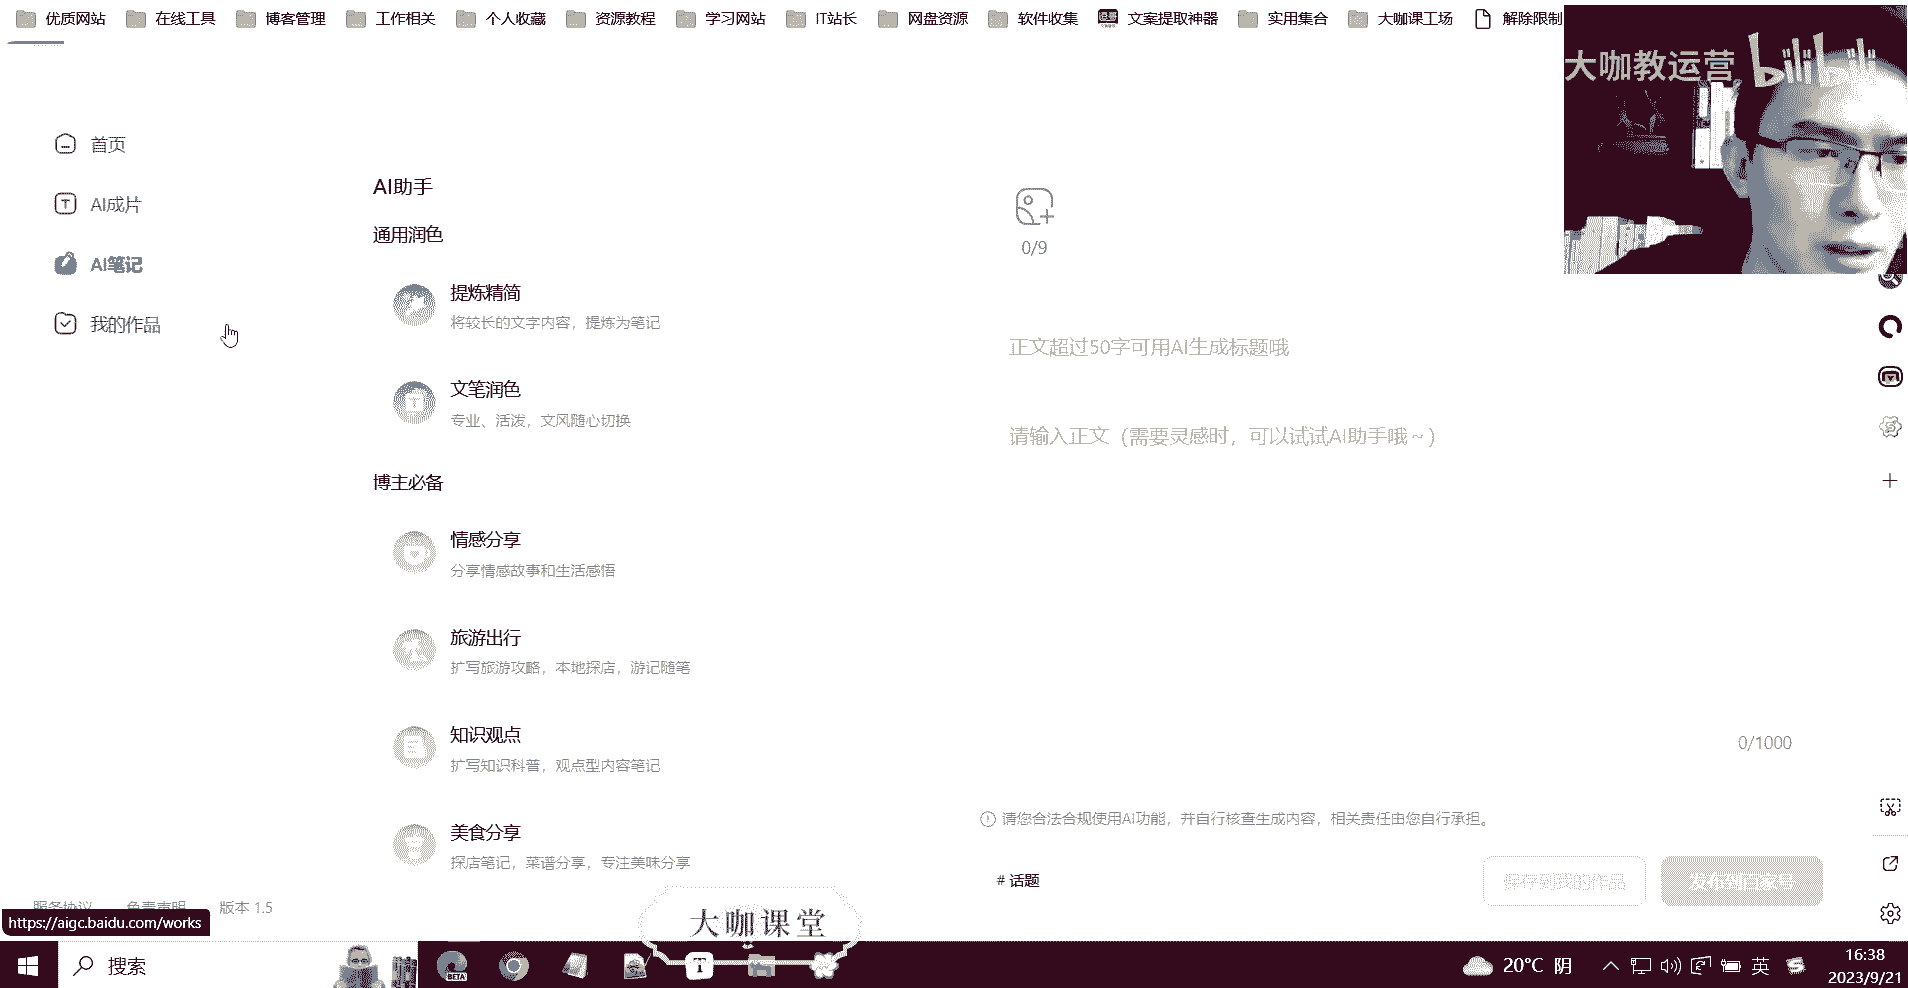 优质网站 在线工具 博客管理 工作相关 个人收藏 资源教程 学习网站 IT站长 网盘资源 软件收集 文案提取神器 实用集合 大咖课工场 解除限制
大咖教运营 bilibili
首页
AI成片
AI笔记
我的作品
AI助手
通用润色
提炼精简
将较长的文字内容，提炼为笔记
文笔润色
专业、活泼，文风随心切换
博主必备
情感分享
分享情感故事和生活感悟
旅游出行
扩写旅游攻略，本地探店，游记随笔
知识观点
扩写知识科普，观点型内容笔记
美食分享
探店笔记，菜谱分享，专注美味分享
0/9
正文超过50字可用AI生成标题哦
请输入正文（需要灵感时，可以试试AI助手哦～）
0/1000
请您合法合规使用AI功能，并自行核查生成内容，相关责任由您自行承担。
# 话题
保存到我的作品 发布到百家号
服务协议 免责声明 版本 1.5
https://aigc.baidu.com/works
大咖课堂
搜索
BETA
T
20°C 阴
英
16:38
2023/9/21